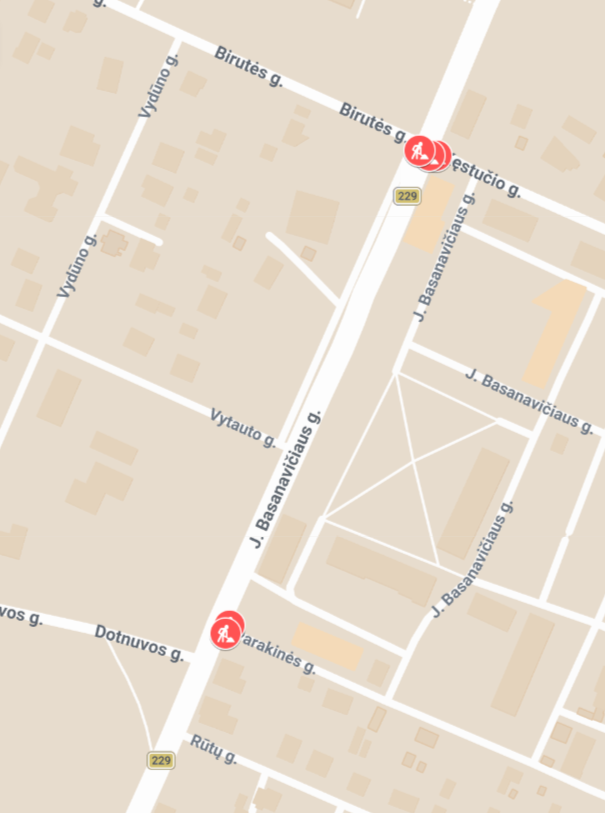 g.
Birutės g.
Vydūno g.
Birutės g.
ęstučio g.
229
J. Basanavičiaus g.
Vydūno g.
J. Basanavičiaus g.
Vytauto g.
J. Basanavičiaus g.
J. Basanavičiaus g.
vos g.
Dotnuvos g.
arakinės g.
Rūtų g.
229